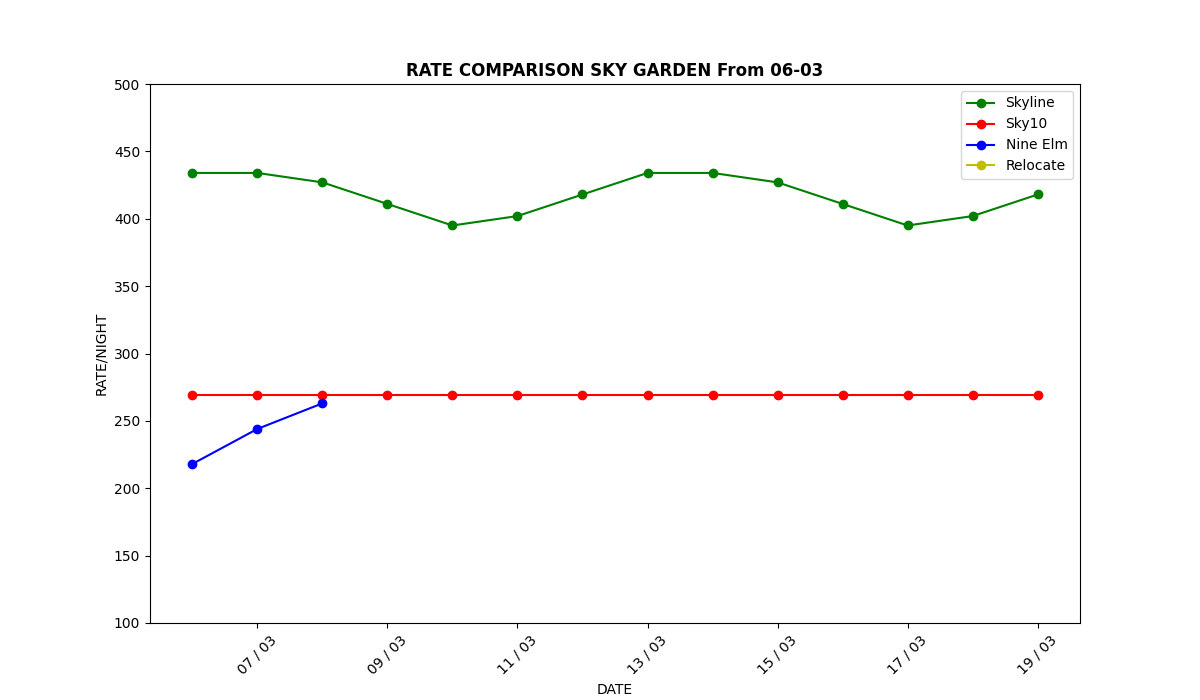 RATE COMPARISON SKY GARDEN From 06-03
Skyline
Sky10
Nine Elm
Relocate
RATE/NIGHT
500
450
400
350
300
250
200
150
100
07 / 03
09 / 03
11 / 03
13 / 03
15 / 03
17 / 03
19 / 03
DATE